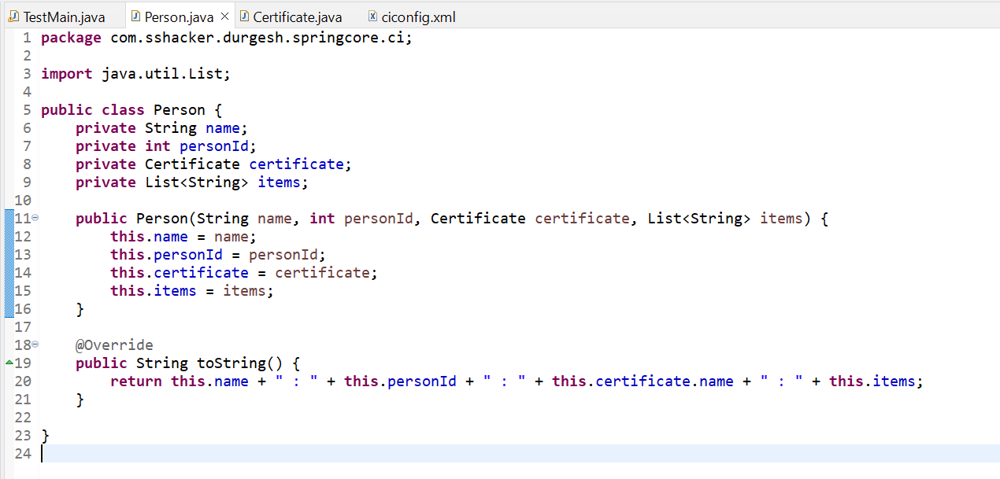 TestMain.java Person.java Certificate.java ciconfig.xml
1 package com.sshacker.durgesh.springcore.ci;
2
3 import java.util.List;
4
5 public class Person {
6     private String name;
7     private int personId;
8     private Certificate certificate;
9     private List<String> items;
10
11     public Person(String name, int personId, Certificate certificate, List<String> items) {
12         this.name = name;
13         this.personId = personId;
14         this.certificate = certificate;
15         this.items = items;
16     }
17
18     @Override
19     public String toString() {
20         return this.name + " : " + this.personId + " : " + this.certificate.name + " : " + this.items;
21     }
22
23 }
24